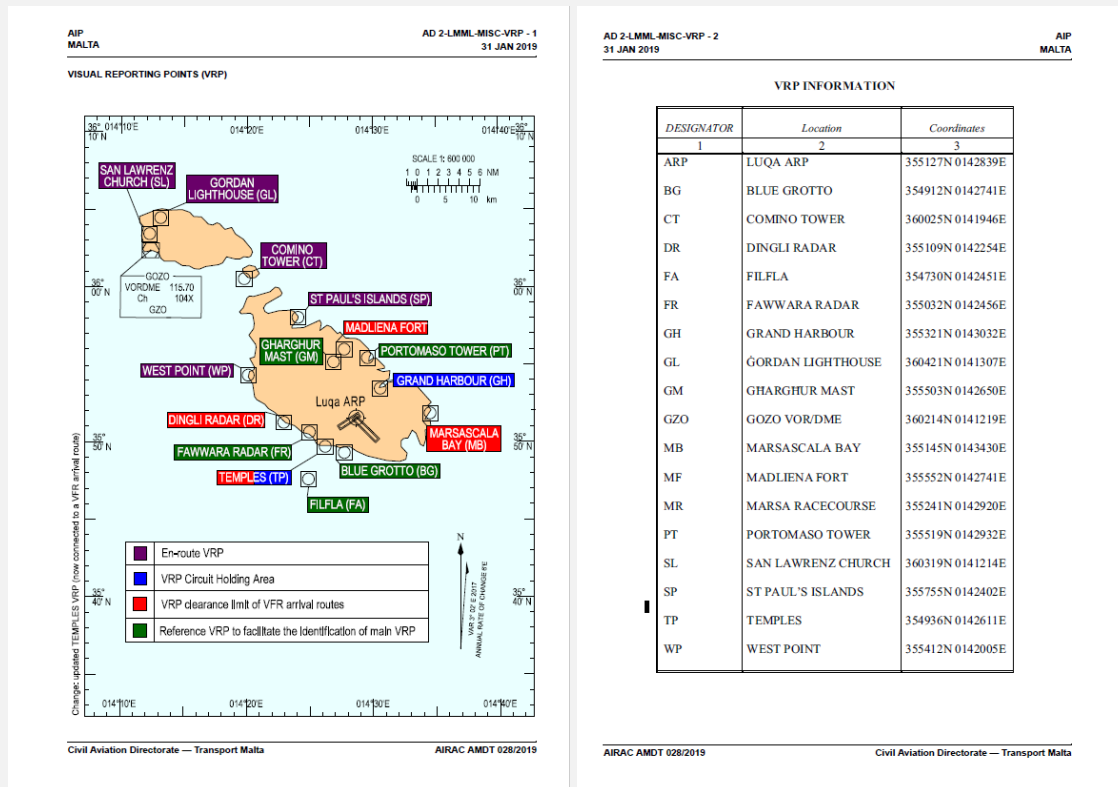 AIP
MALTA
AD 2-LMML-MISC-VRP - 1
31 JAN 2019
VISUAL REPORTING POINTS (VRP)
36° 10' N
014°10'E
014°20'E
014°30'E
014°40'E
36° 10' N
SCALE 1: 600 000
1 0 1 2 3 4 5 6 NM
0 5 10 km
SAN LAWRENZ
CHURCH (SL)
GORDAN
LIGHTHOUSE (GL)
COMINO
TOWER (CT)
GOZO
VORDME 115.70
Ch 104X
GZO
36° 00' N
36° 00' N
ST PAUL'S ISLANDS (SP)
MADLIENA FORT
GHARGHUR
MAST (GM)
PORTOMASO TOWER (PT)
WEST POINT (WP)
GRAND HARBOUR (GH)
Luqa ARP
DINGLI RADAR (DR)
MARSASCALA
BAY (MB)
35° 50' N
35° 50' N
FAWWARA RADAR (FR)
BLUE GROTTO (BG)
TEMPLES (TP)
FILFLA (FA)
En-route VRP
VRP Circuit Holding Area
VRP clearance limit of VFR arrival routes
Reference VRP to facilitate the identification of main VRP
35° 40' N
35° 40' N
N
VAR 3° 02' E 2017
ANNUAL RATE OF CHANGE 6'E
014°10'E
014°20'E
014°30'E
014°40'E
Change: updated TEMPLES VRP (now connected to a VFR arrival route)
Civil Aviation Directorate — Transport Malta
AIRAC AMDT 028/2019
AD 2-LMML-MISC-VRP - 2
31 JAN 2019
AIP
MALTA
VRP INFORMATION
DESIGNATOR Location Coordinates
1 2 3
ARP LUQA ARP 355127N 0142839E
BG BLUE GROTTO 354912N 0142741E
CT COMINO TOWER 360025N 0141946E
DR DINGLI RADAR 355109N 0142254E
FA FILFLA 354730N 0142451E
FR FAWWARA RADAR 355032N 0142456E
GH GRAND HARBOUR 355321N 0143032E
GL ĠORDAN LIGHTHOUSE 360421N 0141307E
GM GĦARGĦUR MAST 355503N 0142650E
GZO GOZO VOR/DME 360214N 0141219E
MB MARSASCALA BAY 355145N 0143430E
MF MADLIENA FORT 355552N 0142741E
MR MARSA RACECOURSE 355241N 0142920E
PT PORTOMASO TOWER 355519N 0142932E
SL SAN LAWRENZ CHURCH 360319N 0141214E
SP ST PAUL'S ISLANDS 355755N 0142402E
TP TEMPLES 354936N 0142611E
WP WEST POINT 355412N 0142005E
AIRAC AMDT 028/2019
Civil Aviation Directorate — Transport Malta